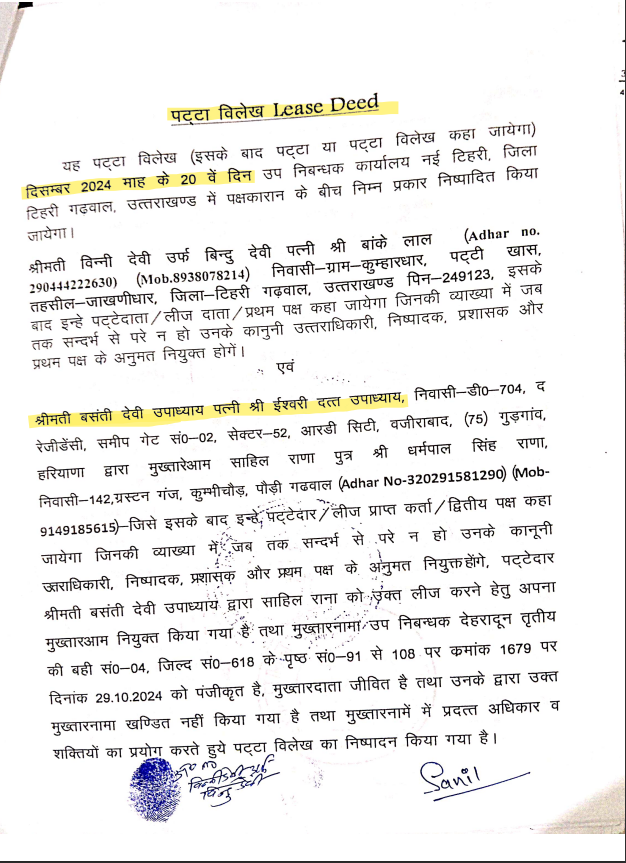 पट्टा विलेख Lease Deed
यह पट्टा विलेख (इसके बाद पट्टा या पट्टा विलेख कहा जायेगा)
दिसम्बर 2024 माह के 20 वें दिन उप निबन्धक कार्यालय नई टिहरी, जिला
टिहरी गढ़वाल, उत्तराखण्ड में पक्षकारान के बीच निम्न प्रकार निष्पादित किया
जायेगा।
श्रीमती विन्नी देवी उर्फ बिन्दु देवी पत्नी श्री बांके लाल (Adhar no.
290444222630) (Mob.8938078214) निवासी–ग्राम–कुम्हारधार, पट्टी खास,
तहसील–जाखणीधार, जिला–टिहरी गढ़वाल, उत्तराखण्ड पिन–249123, इसके
बाद इन्हे पट्टेदाता/लीज दाता/प्रथम पक्ष कहा जायेगा जिनकी व्याख्या में जब
तक सन्दर्भ से परे न हो उनके कानुनी उत्तराधिकारी, निष्पादक, प्रशासक और
प्रथम पक्ष के अनुमत नियुक्त होगें।
एवं
श्रीमती बसंती देवी उपाध्याय पत्नी श्री ईश्वरी दत्त उपाध्याय, निवासी–डी0–704, द
रेजीडेंसी, समीप गेट सं0–02, सेक्टर–52, आरडी सिटी, वजीराबाद, (75) गुड़गांव,
हरियाणा द्वारा मुख्तारेआम साहिल राणा पुत्र श्री धर्मपाल सिंह राणा,
निवासी–142,ग्रस्टन गंज, कुम्भीचौड़, पौड़ी गढवाल (Adhar No-320291581290) (Mob-
9149185615)–जिसे इसके बाद इन्हे पट्टेदार/लीज प्राप्त कर्ता/द्वितीय पक्ष कहा
जायेगा जिनकी व्याख्या में जब तक सन्दर्भ से परे न हो उनके कानूनी
उत्तराधिकारी, निष्पादक, प्रशासक और प्रथम पक्ष के अनुमत नियुक्तहोंगे, पट्टेदार
श्रीमती बसंती देवी उपाध्याय द्वारा साहिल राना को उक्त लीज करने हेतु अपना
मुख्तारआम नियुक्त किया गया है तथा मुख्तारनामा उप निबन्धक देहरादून तृतीय
की बही सं0–04, जिल्द सं0–618 के पृष्ठ सं0–91 से 108 पर कमांक 1679 पर
दिनांक 29.10.2024 को पंजीकृत है, मुख्तारदाता जीवित है तथा उनके द्वारा उक्त
मुख्तारनामा खण्डित नहीं किया गया है तथा मुख्तारनामें में प्रदत्त अधिकार व
शक्तियों का प्रयोग करते हुये पट्टा विलेख का निष्पादन किया गया है।